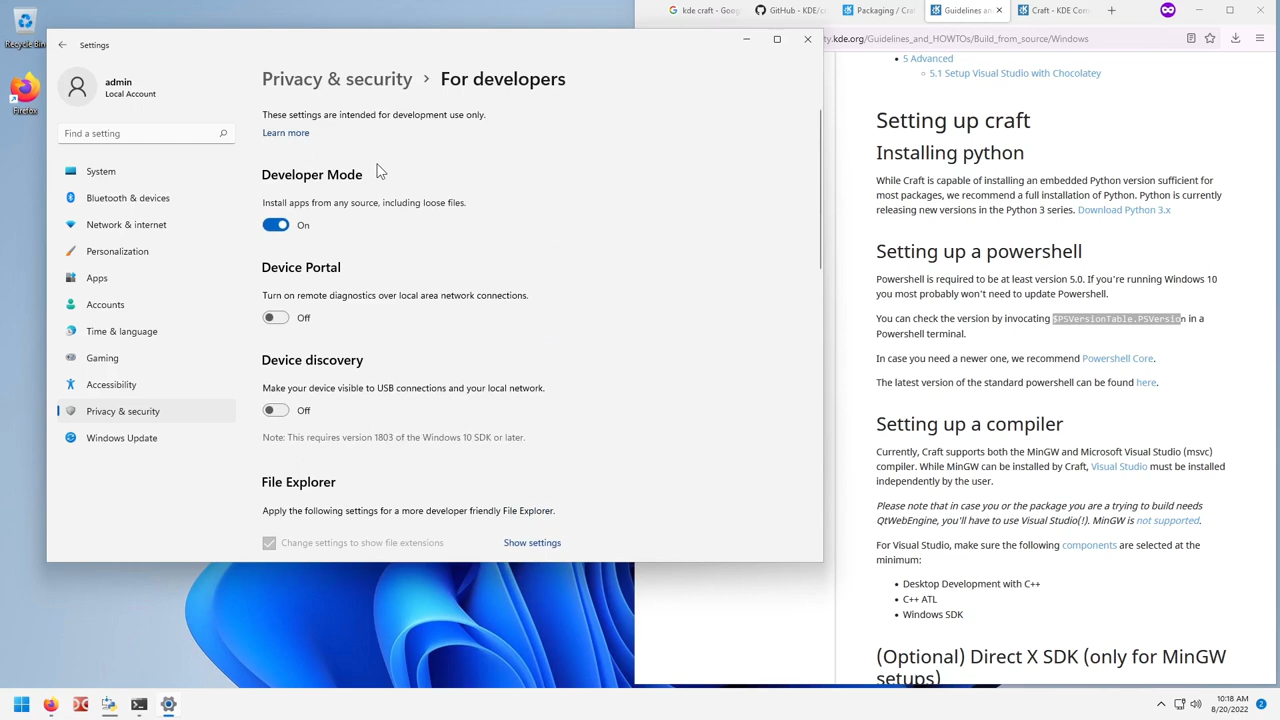 Recycle Bin
Firefox
Settings
admin
Local Account
Find a setting
System
Bluetooth & devices
Network & internet
Personalization
Apps
Accounts
Time & language
Gaming
Accessibility
Privacy & security
Windows Update
Privacy & security › For developers
These settings are intended for development use only.
Learn more
Developer Mode
Install apps from any source, including loose files.
On
Device Portal
Turn on remote diagnostics over local area network connections.
Off
Device discovery
Make your device visible to USB connections and your local network.
Off
Note: This requires version 1803 of the Windows 10 SDK or later.
File Explorer
Apply the following settings for a more developer friendly File Explorer.
Change settings to show file extensions
Show settings
kde craft - Goog
GitHub - KDE/c
Packaging / Cra
Guidelines an
Craft - KDE Com
ty.kde.org/Guidelines_and_HOWTOs/Build_from_source/Windows
5 Advanced
5.1 Setup Visual Studio with Chocolatey
Setting up craft
Installing python
While Craft is capable of installing an embedded Python version sufficient for
most packages, we recommend a full installation of Python. Python is currently
releasing new versions in the Python 3 series. Download Python 3.x
Setting up a powershell
Powershell is required to be at least version 5.0. If you're running Windows 10
you most probably won't need to update Powershell.
You can check the version by invocating $PSVersionTable.PSVersion in a
Powershell terminal.
In case you need a newer one, we recommend Powershell Core.
The latest version of the standard powershell can be found here.
Setting up a compiler
Currently, Craft supports both the MinGW and Microsoft Visual Studio (msvc)
compiler. While MinGW can be installed by Craft, Visual Studio must be installed
independently by the user.
Please note that in case you or the package you are a trying to build needs
QtWebEngine, you'll have to use Visual Studio(!). MinGW is not supported.
For Visual Studio, make sure the following components are selected at the
minimum:
Desktop Development with C++
C++ ATL
Windows SDK
(Optional) Direct X SDK (only for MinGW
setups)
10:18 AM
8/20/2022
2